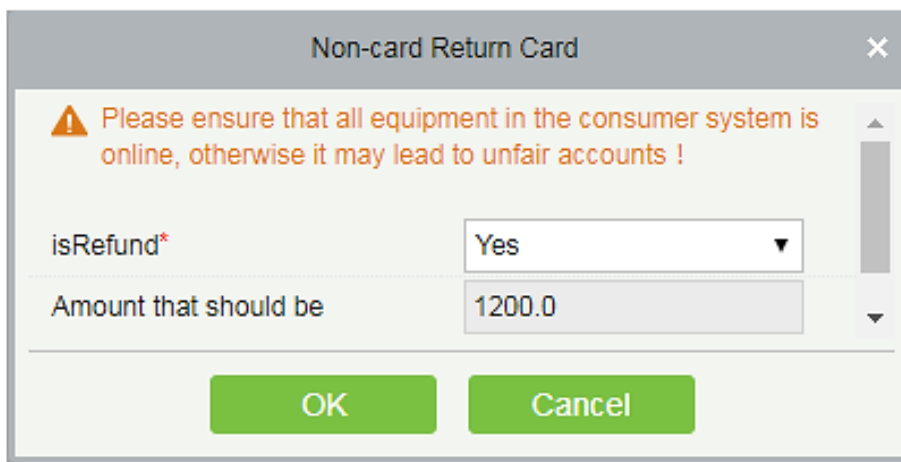 Non-card Return Card
Please ensure that all equipment in the consumer system is
online, otherwise it may lead to unfair accounts !
isRefund* Yes
Amount that should be 1200.0
OK Cancel